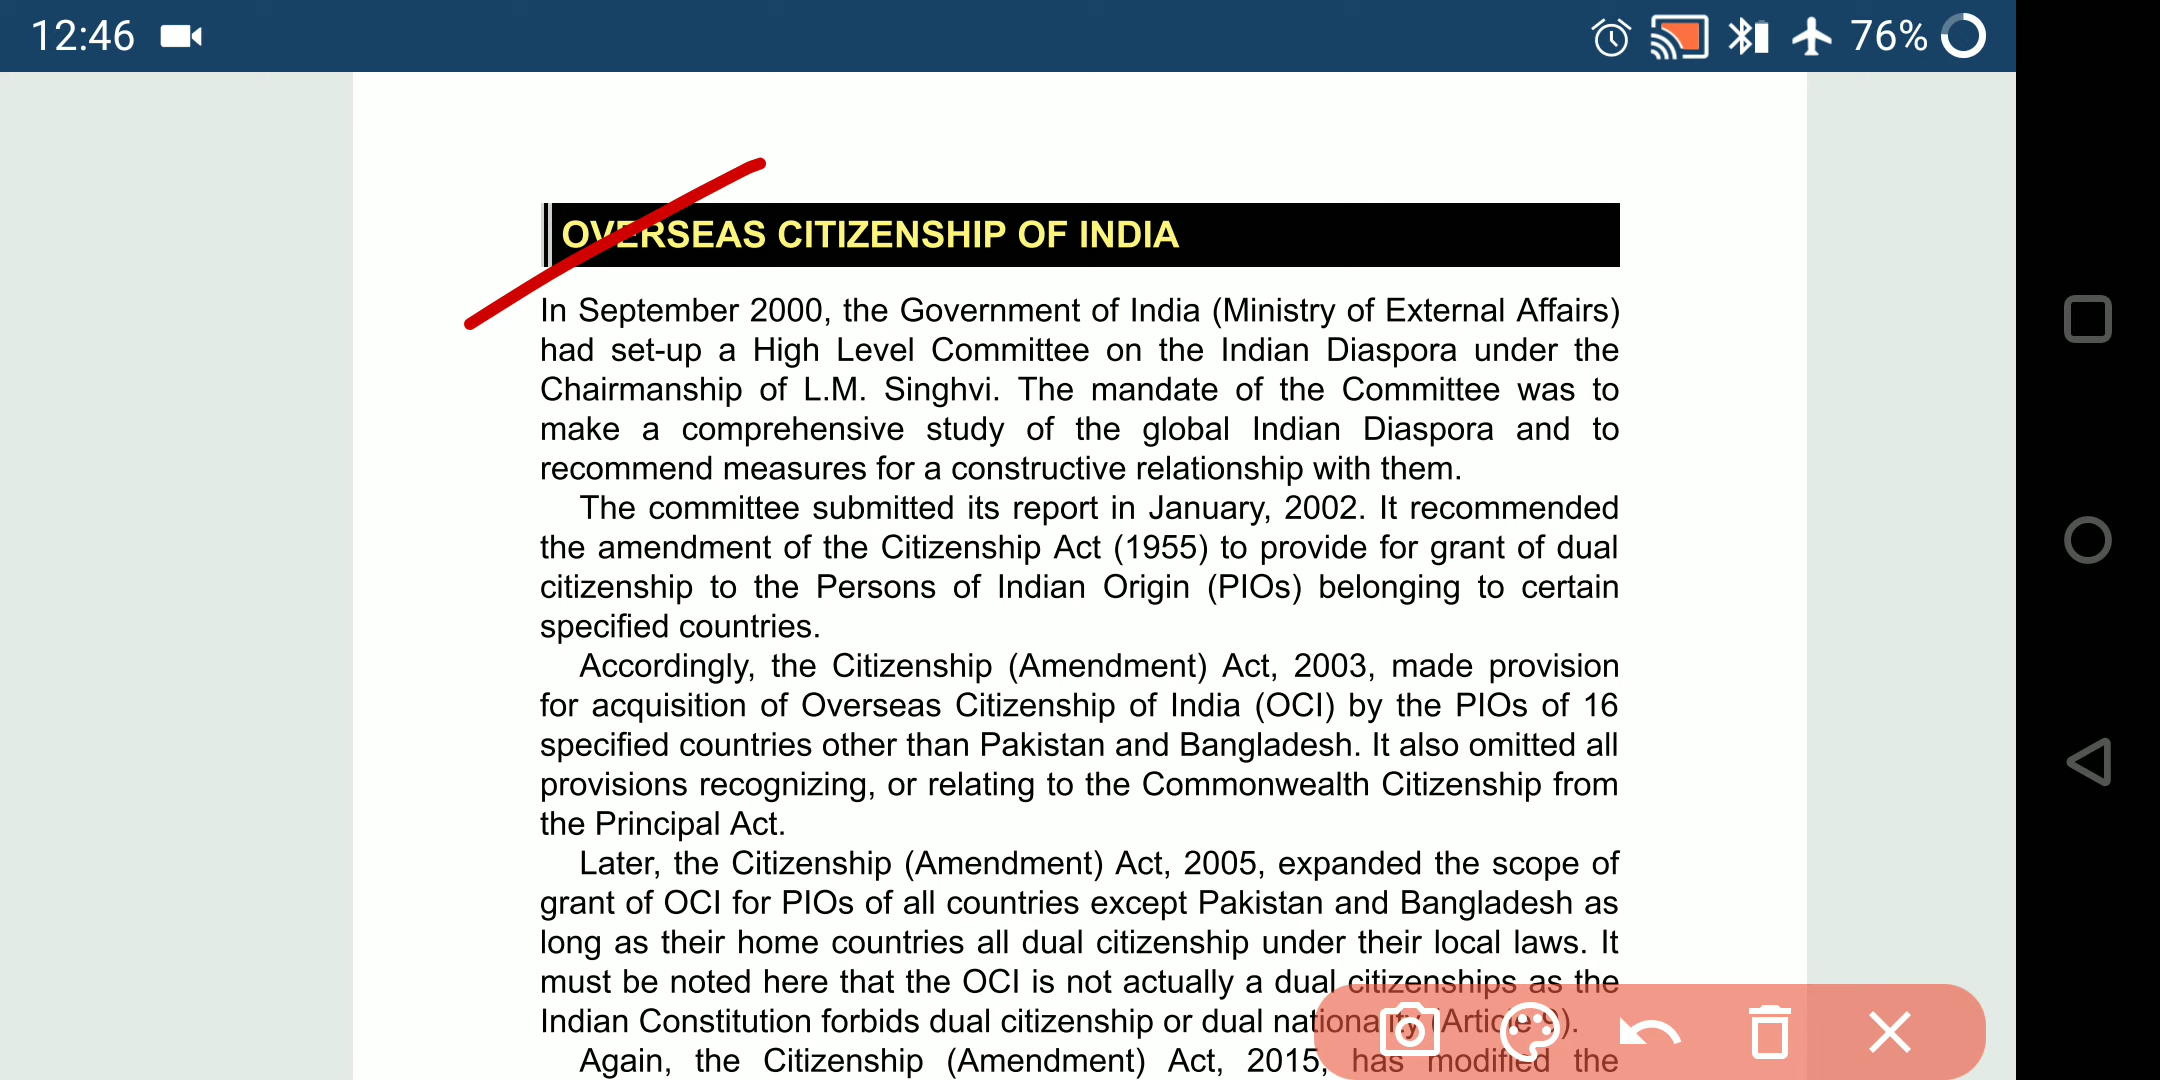 12:46
76%
OVERSEAS CITIZENSHIP OF INDIA
In September 2000, the Government of India (Ministry of External Affairs)
had set-up a High Level Committee on the Indian Diaspora under the
Chairmanship of L.M. Singhvi. The mandate of the Committee was to
make a comprehensive study of the global Indian Diaspora and to
recommend measures for a constructive relationship with them.
The committee submitted its report in January, 2002. It recommended
the amendment of the Citizenship Act (1955) to provide for grant of dual
citizenship to the Persons of Indian Origin (PIOs) belonging to certain
specified countries.
Accordingly, the Citizenship (Amendment) Act, 2003, made provision
for acquisition of Overseas Citizenship of India (OCI) by the PIOs of 16
specified countries other than Pakistan and Bangladesh. It also omitted all
provisions recognizing, or relating to the Commonwealth Citizenship from
the Principal Act.
Later, the Citizenship (Amendment) Act, 2005, expanded the scope of
grant of OCI for PIOs of all countries except Pakistan and Bangladesh as
long as their home countries all dual citizenship under their local laws. It
must be noted here that the OCI is not actually a dual citizenships as the
Indian Constitution forbids dual citizenship or dual nationality (Article 9).
Again, the Citizenship (Amendment) Act, 2015, has modified the